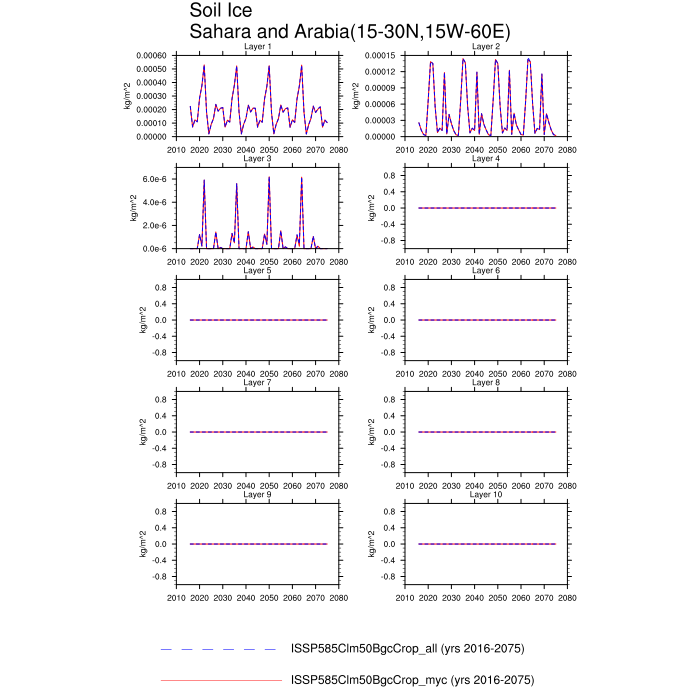 Soil Ice
Sahara and Arabia(15-30N,15W-60E)
Layer 1
Layer 2
0.00060
0.00050
0.00040
0.00030
0.00020
0.00010
0.00000
kg/m^2
2010 2020 2030 2040 2050 2060 2070 2080
0.00015
0.00012
0.00009
0.00006
0.00003
0.00000
kg/m^2
2010 2020 2030 2040 2050 2060 2070 2080
Layer 3
Layer 4
6.0e-6
4.0e-6
2.0e-6
0.0e-6
kg/m^2
2010 2020 2030 2040 2050 2060 2070 2080
0.8
0.4
0.0
-0.4
-0.8
kg/m^2
2010 2020 2030 2040 2050 2060 2070 2080
Layer 5
Layer 6
0.8
0.4
0.0
-0.4
-0.8
kg/m^2
2010 2020 2030 2040 2050 2060 2070 2080
0.8
0.4
0.0
-0.4
-0.8
kg/m^2
2010 2020 2030 2040 2050 2060 2070 2080
Layer 7
Layer 8
0.8
0.4
0.0
-0.4
-0.8
kg/m^2
2010 2020 2030 2040 2050 2060 2070 2080
0.8
0.4
0.0
-0.4
-0.8
kg/m^2
2010 2020 2030 2040 2050 2060 2070 2080
Layer 9
Layer 10
0.8
0.4
0.0
-0.4
-0.8
kg/m^2
2010 2020 2030 2040 2050 2060 2070 2080
0.8
0.4
0.0
-0.4
-0.8
kg/m^2
2010 2020 2030 2040 2050 2060 2070 2080
ISSP585Clm50BgcCrop_all (yrs 2016-2075)
ISSP585Clm50BgcCrop_myc (yrs 2016-2075)